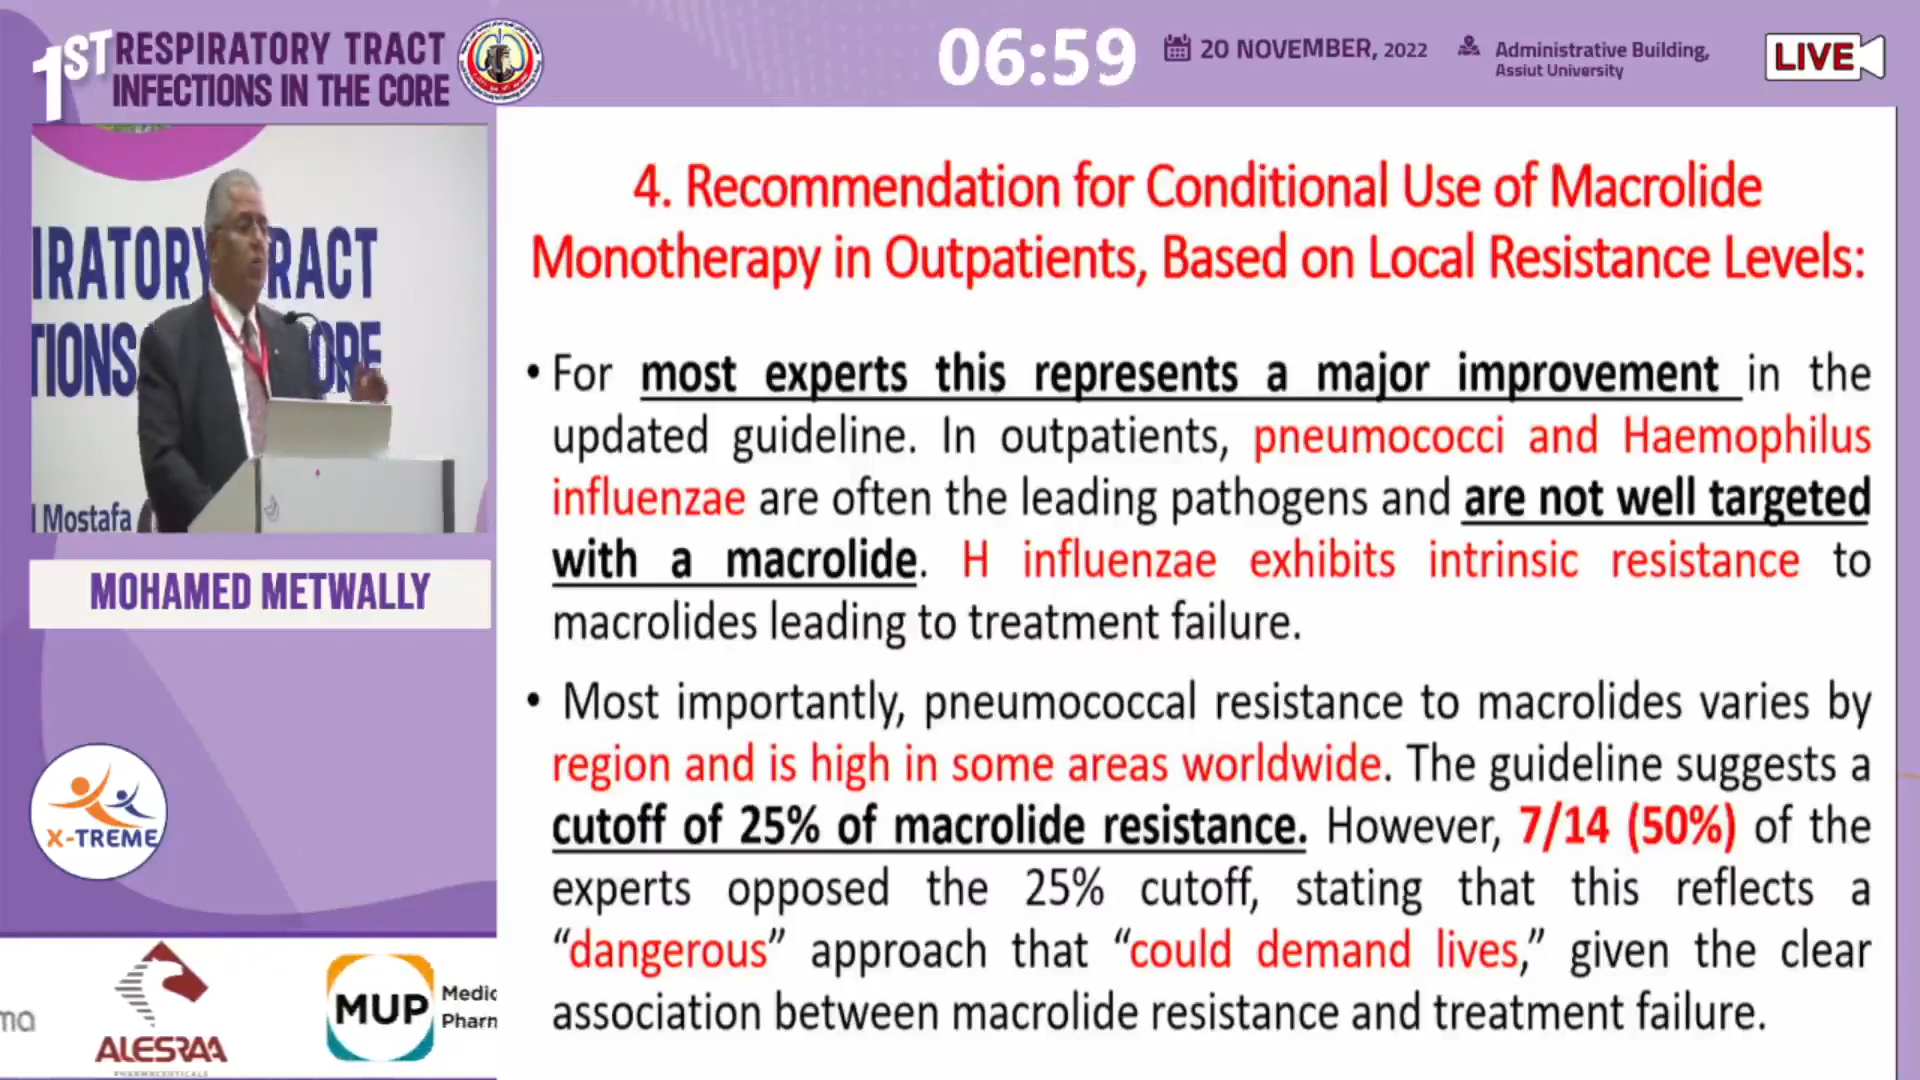 1ST RESPIRATORY TRACT
INFECTIONS IN THE CORE
06:59
20 NOVEMBER, 2022
Administrative Building,
Assiut University
LIVE
IRATORY TRACT
TIONS CORE
l Mostafa
MOHAMED METWALLY
X-TREME
ma
ALESRAA
PHARMACEUTICALS
MUP
Medic
Pharm
4. Recommendation for Conditional Use of Macrolide
Monotherapy in Outpatients, Based on Local Resistance Levels:
• For most experts this represents a major improvement in the
updated guideline. In outpatients, pneumococci and Haemophilus
influenzae are often the leading pathogens and are not well targeted
with a macrolide. H influenzae exhibits intrinsic resistance to
macrolides leading to treatment failure.
• Most importantly, pneumococcal resistance to macrolides varies by
region and is high in some areas worldwide. The guideline suggests a
cutoff of 25% of macrolide resistance. However, 7/14 (50%) of the
experts opposed the 25% cutoff, stating that this reflects a
“dangerous” approach that “could demand lives,” given the clear
association between macrolide resistance and treatment failure.